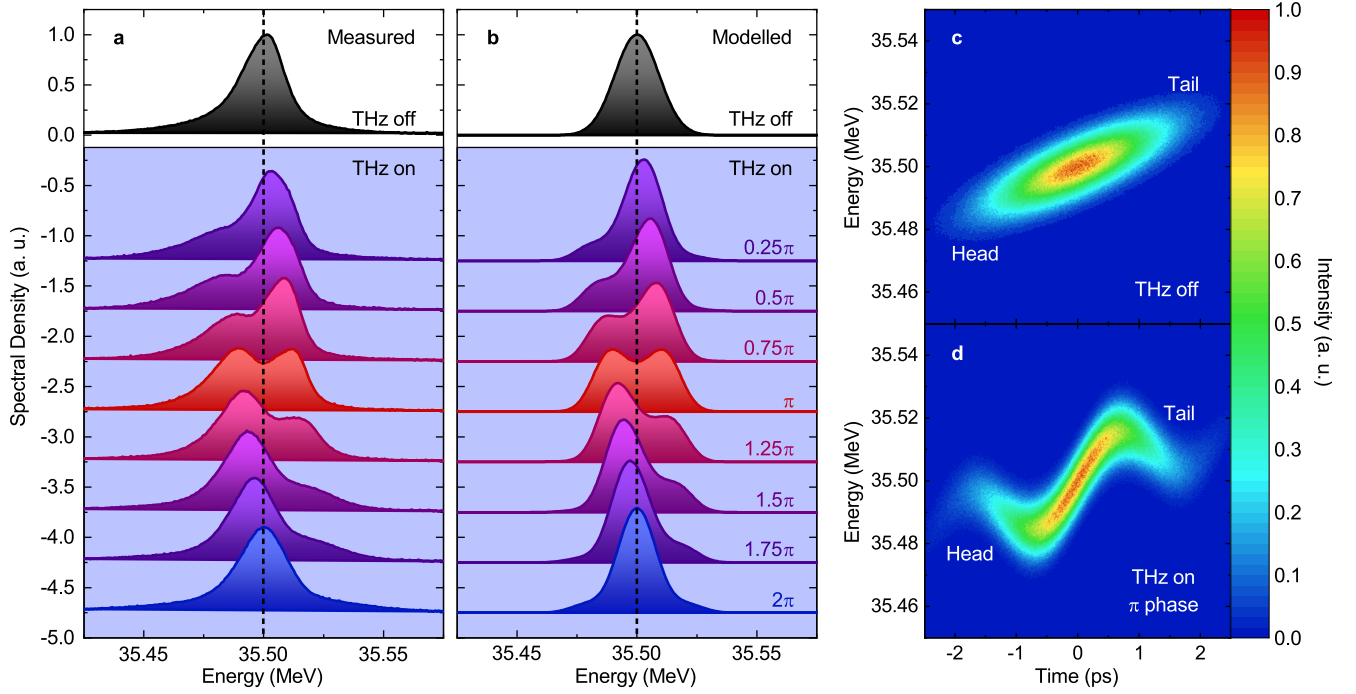 a
Measured
THz off
THz on
1.0
0.5
0.0
-0.5
-1.0
-1.5
-2.0
-2.5
-3.0
-3.5
-4.0
-4.5
-5.0
Spectral Density (a. u.)
35.45
35.50
35.55
Energy (MeV)
b
Modelled
THz off
THz on
0.25π
0.5π
0.75π
π
1.25π
1.5π
1.75π
2π
35.45
35.50
35.55
Energy (MeV)
c
Tail
Head
THz off
35.54
35.52
35.50
35.48
35.46
Energy (MeV)
d
Tail
Head
THz on
π phase
35.54
35.52
35.50
35.48
35.46
Energy (MeV)
-2
-1
0
1
2
Time (ps)
1.0
0.9
0.8
0.7
0.6
0.5
0.4
0.3
0.2
0.1
0.0
Intensity (a. u.)